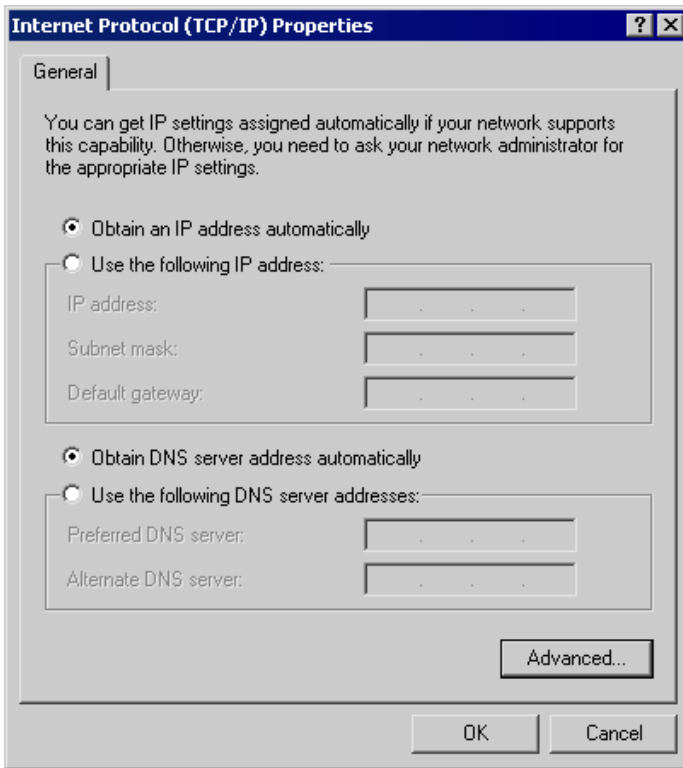 Internet Protocol (TCP/IP) Properties
General
You can get IP settings assigned automatically if your network supports
this capability. Otherwise, you need to ask your network administrator for
the appropriate IP settings.
Obtain an IP address automatically
Use the following IP address:
IP address:
Subnet mask:
Default gateway:
Obtain DNS server address automatically
Use the following DNS server addresses:
Preferred DNS server:
Alternate DNS server:
Advanced...
OK Cancel